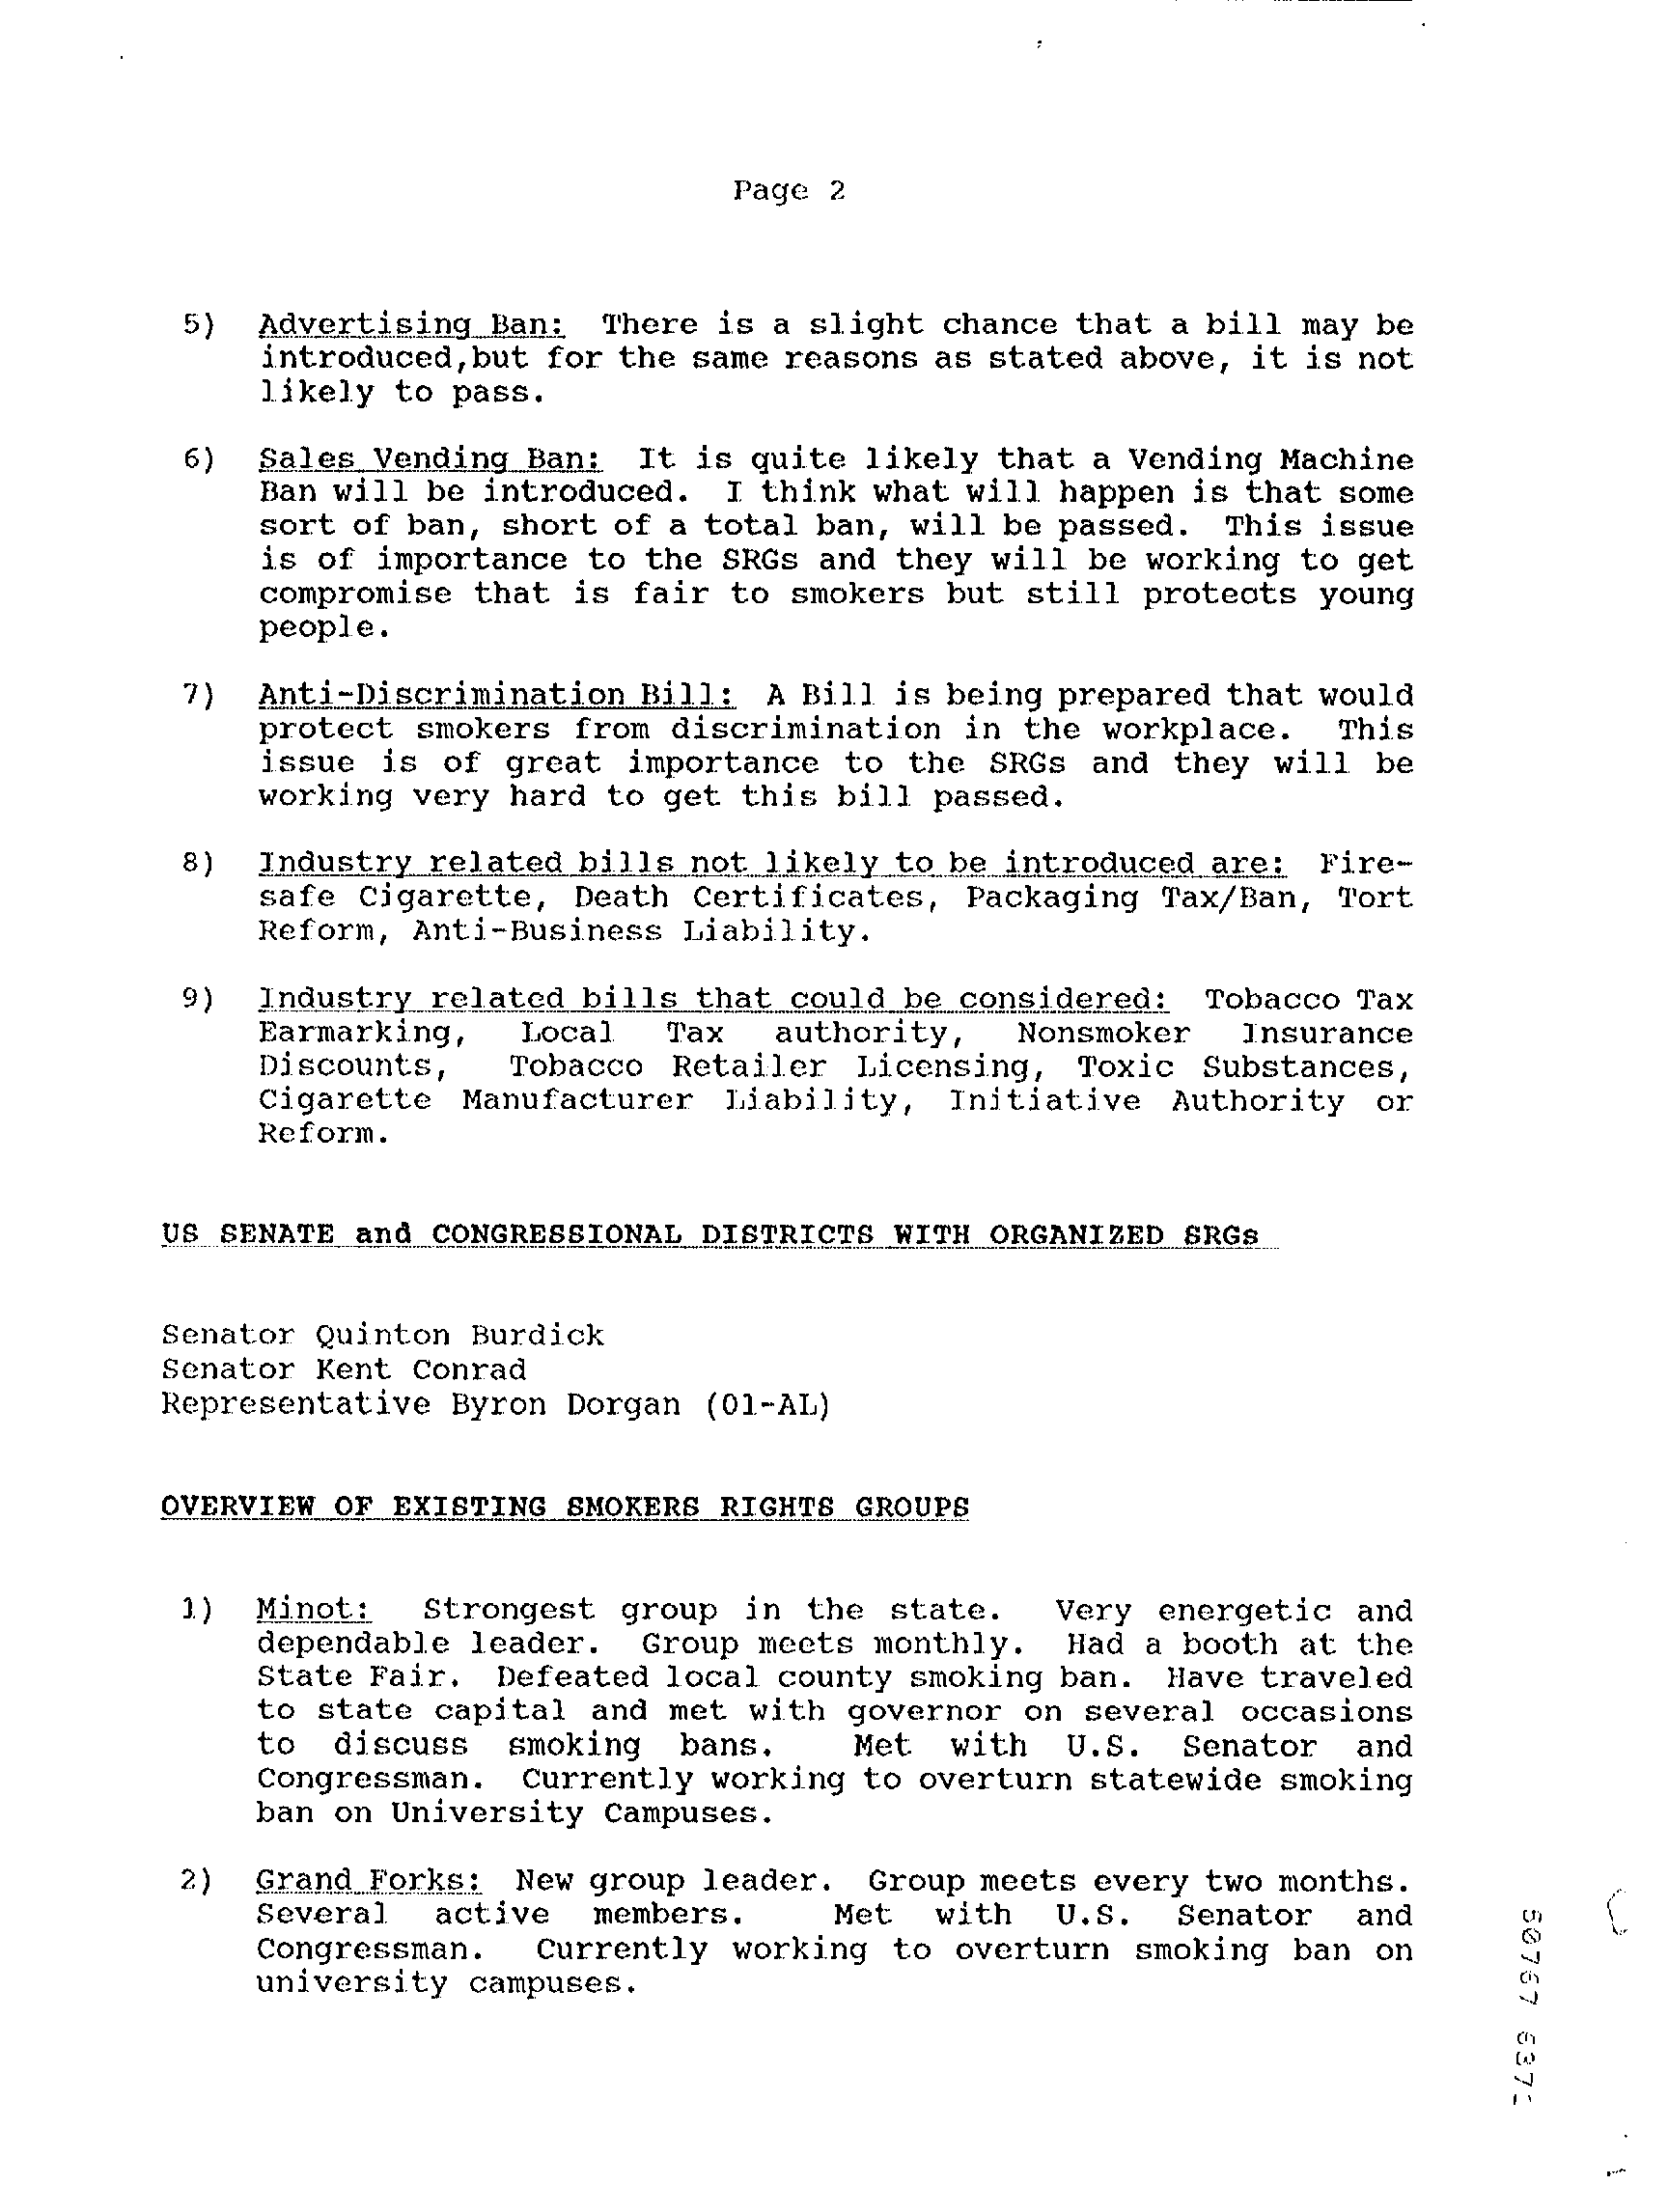 Page 2
5) Advertising Ban: There is a slight chance that a bill may be
introduced,but for the same reasons as stated above, it is not
likely to pass.
6) Sales Vending Ban: It is quite likely that a Vending Machine
Ban will be introduced. I think what will happen is that some
sort of ban, short of a total ban, will be passed. This issue
is of importance to the SRGs and they will be working to get
compromise that is fair to smokers but still protects young
people.
7) Anti-Discrimination Bill: A Bill is being prepared that would
protect smokers from discrimination in the workplace. This
issue is of great importance to the SRGs and they will be
working very hard to get this bill passed.
8) Industry related bills not likely to be introduced are: Fire-
safe Cigarette, Death Certificates, Packaging Tax/Ban, Tort
Reform, Anti-Business Liability.
9) Industry related bills that could be considered: Tobacco Tax
Earmarking, Local Tax authority, Nonsmoker Insurance
Discounts, Tobacco Retailer Licensing, Toxic Substances,
Cigarette Manufacturer Liability, Initiative Authority or
Reform.
US SENATE and CONGRESSIONAL DISTRICTS WITH ORGANIZED SRGs
Senator Quinton Burdick
Senator Kent Conrad
Representative Byron Dorgan (01-AL)
OVERVIEW OF EXISTING SMOKERS RIGHTS GROUPS
1) Minot: Strongest group in the state. Very energetic and
dependable leader. Group meets monthly. Had a booth at the
State Fair. Defeated local county smoking ban. Have traveled
to state capital and met with governor on several occasions
to discuss smoking bans. Met with U.S. Senator and
Congressman. Currently working to overturn statewide smoking
ban on University Campuses.
2) Grand Forks: New group leader. Group meets every two months.
Several active members. Met with U.S. Senator and
Congressman. Currently working to overturn smoking ban on
university campuses.
50767